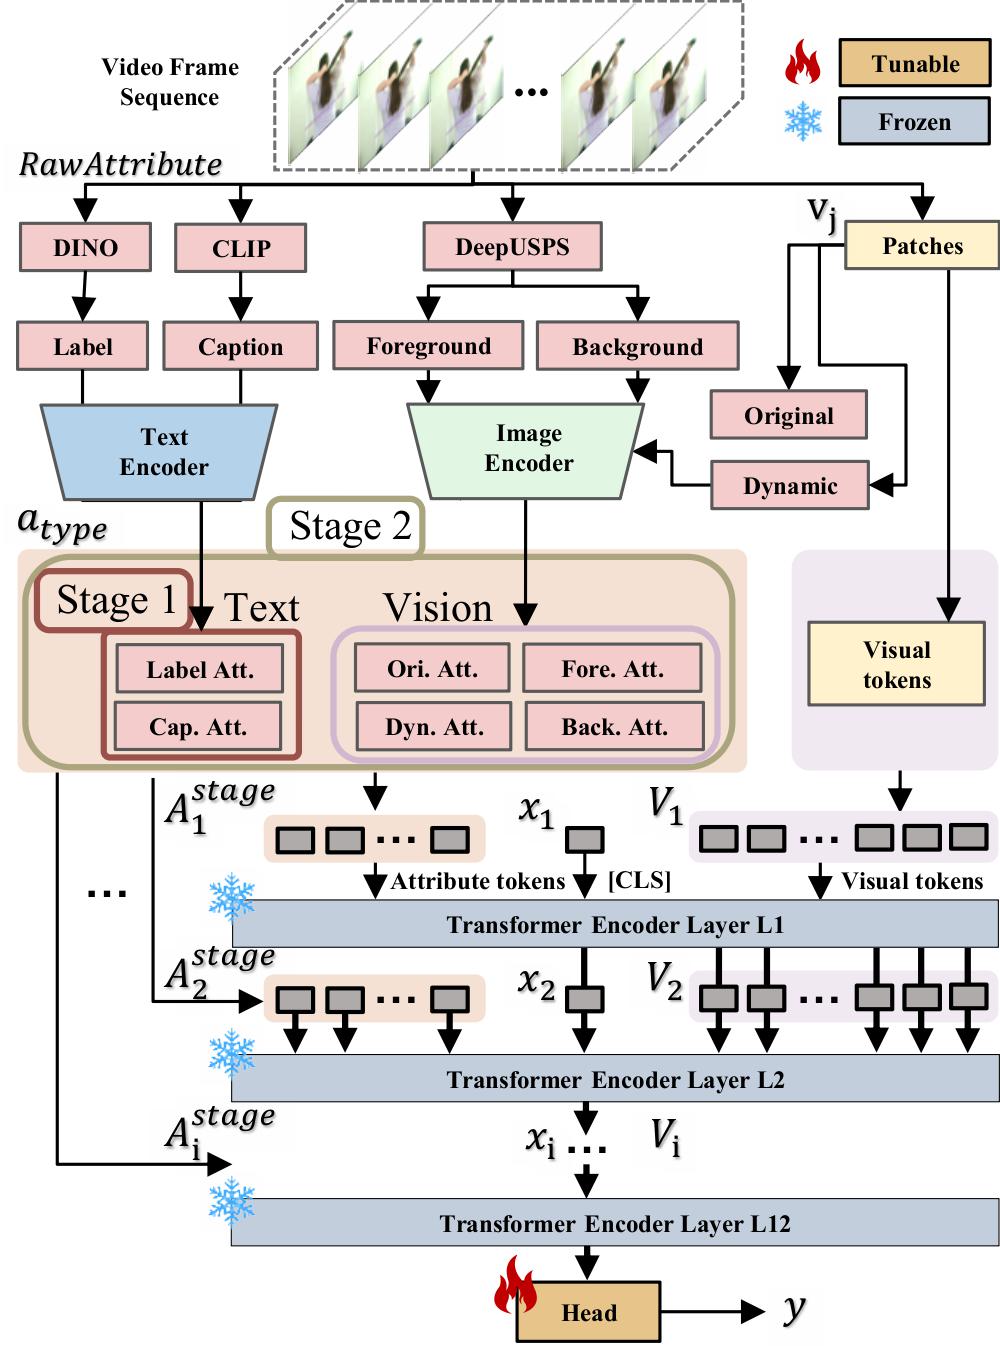 Video Frame
Sequence
Tunable
Frozen
RawAttribute
v_j
DINO
CLIP
DeepUSPS
Patches
Label
Caption
Foreground
Background
Original
Text
Encoder
Image
Encoder
Dynamic
a_type
Stage 2
Stage 1
Text
Vision
Label Att.
Cap. Att.
Ori. Att.
Fore. Att.
Dyn. Att.
Back. Att.
Visual
tokens
A_1^stage
x_1
V_1
...
Attribute tokens
[CLS]
Visual tokens
...
Transformer Encoder Layer L1
A_2^stage
x_2
V_2
Transformer Encoder Layer L2
A_i^stage
x_i
...
V_i
Transformer Encoder Layer L12
Head
y